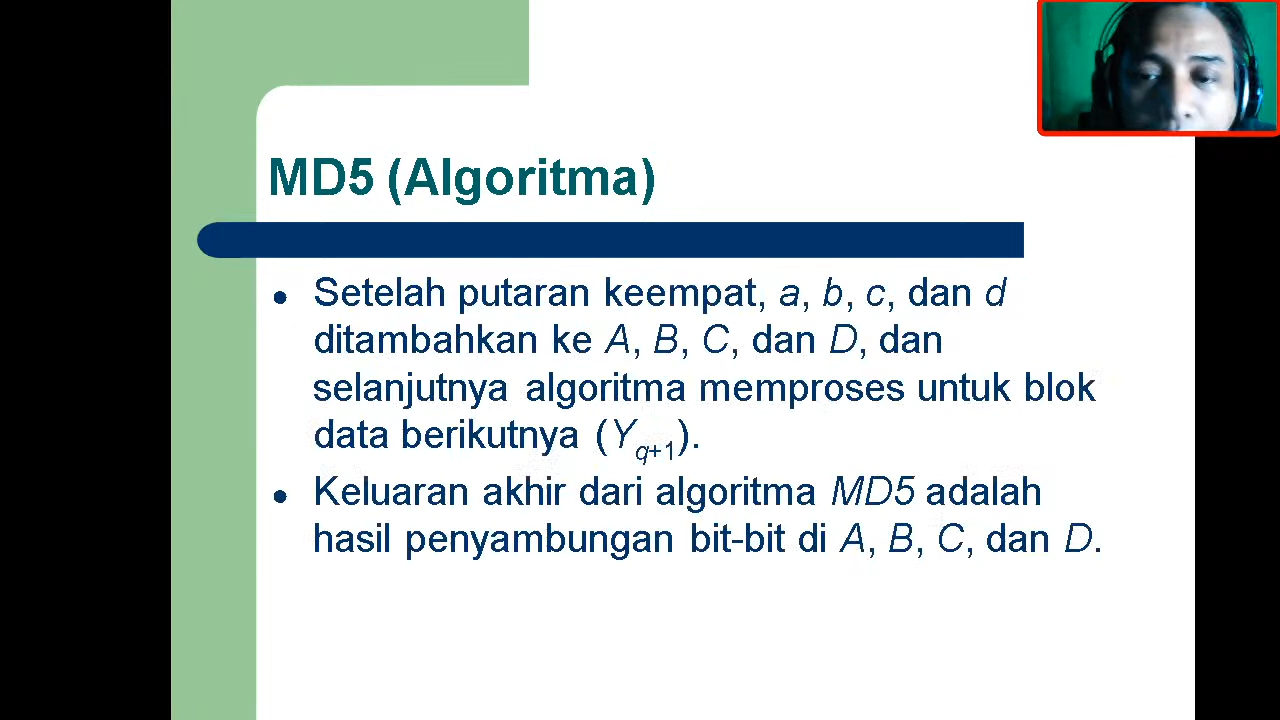 MD5 (Algoritma)
• Setelah putaran keempat, a, b, c, dan d
ditambahkan ke A, B, C, dan D, dan
selanjutnya algoritma memproses untuk blok
data berikutnya (Yq+1).
• Keluaran akhir dari algoritma MD5 adalah
hasil penyambungan bit-bit di A, B, C, dan D.